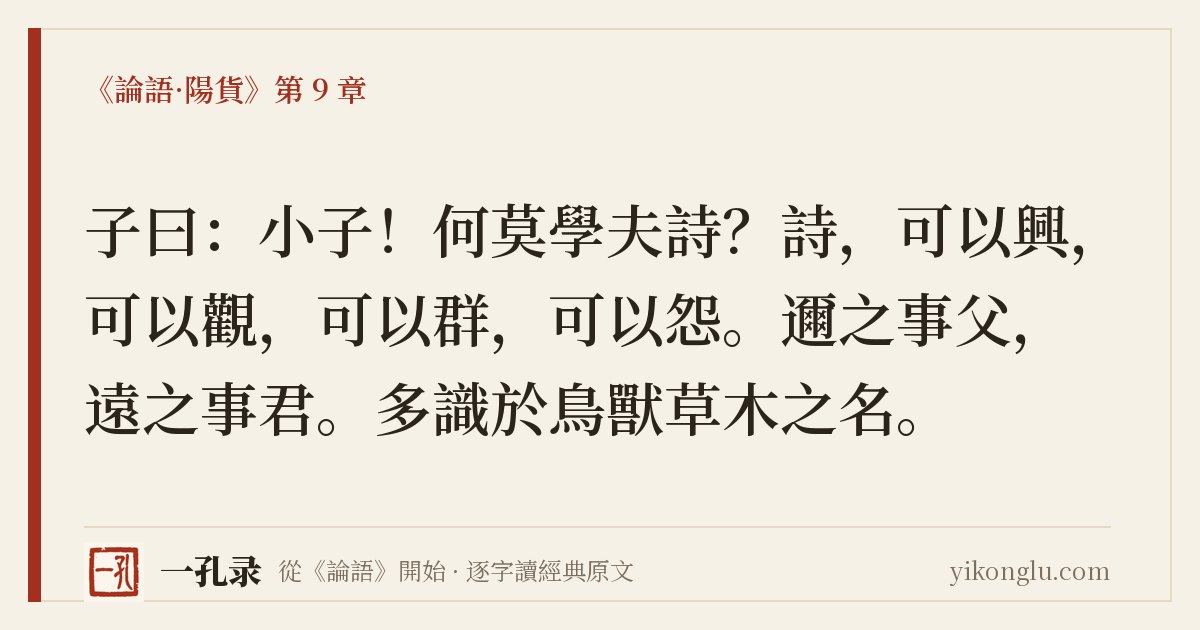 《論語·陽貨》第 9 章
子曰：小子！何莫學夫詩？詩，可以興，
可以觀，可以群，可以怨。邇之事父，
遠之事君。多識於鳥獸草木之名。
一孔
一孔录 從《論語》開始 · 逐字讀經典原文 yikonglu.com